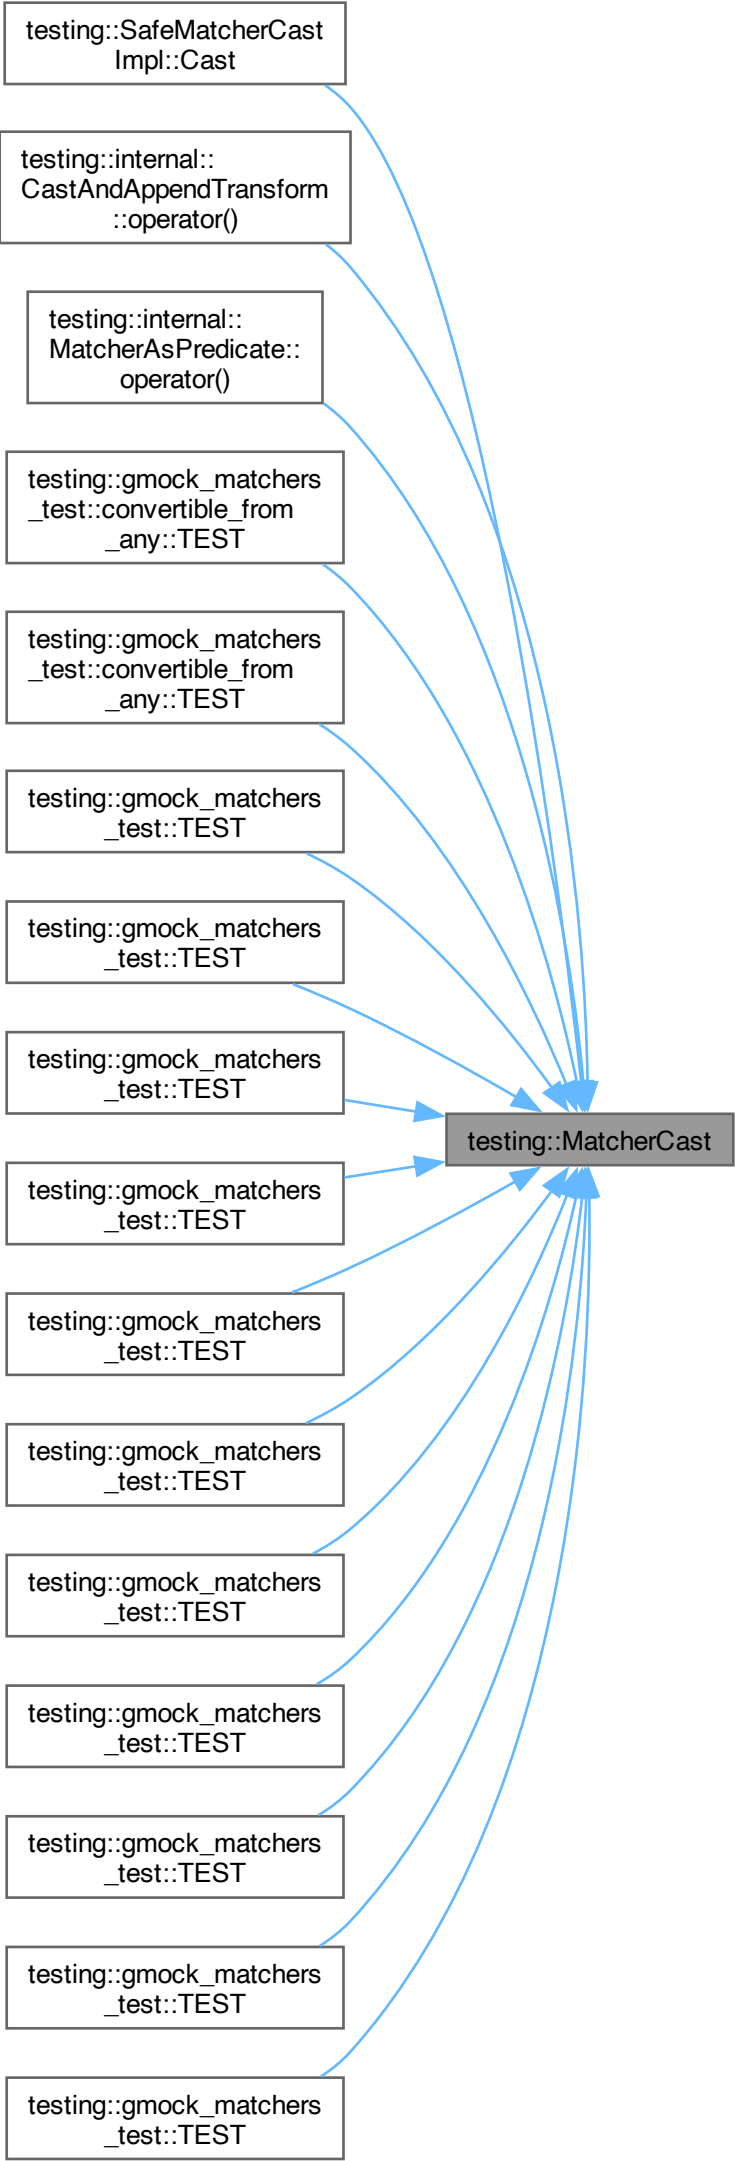 testing::SafeMatcherCast
Impl::Cast
testing::internal::
CastAndAppendTransform
::operator()
testing::internal::
MatcherAsPredicate::
operator()
testing::gmock_matchers
_test::convertible_from
_any::TEST
testing::gmock_matchers
_test::convertible_from
_any::TEST
testing::gmock_matchers
_test::TEST
testing::gmock_matchers
_test::TEST
testing::gmock_matchers
_test::TEST
testing::MatcherCast
testing::gmock_matchers
_test::TEST
testing::gmock_matchers
_test::TEST
testing::gmock_matchers
_test::TEST
testing::gmock_matchers
_test::TEST
testing::gmock_matchers
_test::TEST
testing::gmock_matchers
_test::TEST
testing::gmock_matchers
_test::TEST
testing::gmock_matchers
_test::TEST